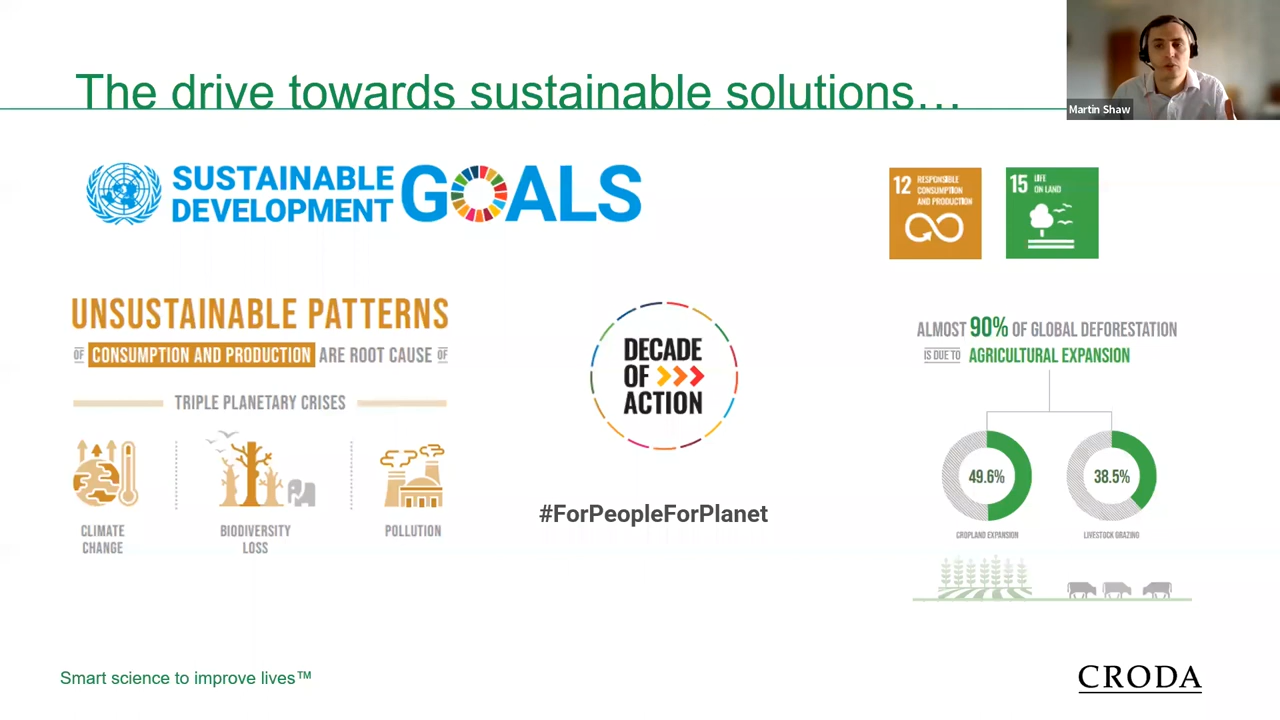 The drive towards sustainable solutions…
Martin Shaw
SUSTAINABLE
DEVELOPMENT
GOALS
12 RESPONSIBLE
CONSUMPTION
AND PRODUCTION
15 LIFE
ON LAND
UNSUSTAINABLE PATTERNS
OF CONSUMPTION AND PRODUCTION ARE ROOT CAUSE OF
TRIPLE PLANETARY CRISES
CLIMATE
CHANGE
BIODIVERSITY
LOSS
POLLUTION
DECADE
OF
ACTION
#ForPeopleForPlanet
ALMOST 90% OF GLOBAL DEFORESTATION
IS DUE TO AGRICULTURAL EXPANSION
49.6%
38.5%
CROPLAND EXPANSION
LIVESTOCK GRAZING
Smart science to improve lives™
CRODA